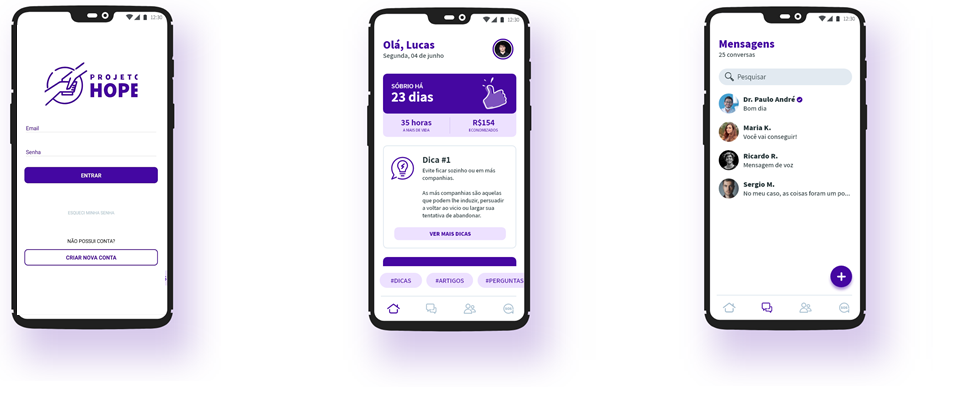 12:30
PROJETO
HOPE
Email
Senha
ENTRAR
ESQUECI MINHA SENHA
NÃO POSSUI CONTA?
CRIAR NOVA CONTA
12:30
Olá, Lucas
Segunda, 04 de junho
SÓBRIO HÁ
23 dias
35 horas
A MAIS DE VIDA
R$154
ECONOMIZADOS
Dica #1
Evite ficar sozinho ou em más
companhias.
As más companhias são aquelas
que podem lhe induzir, persuadir
a voltar ao vicio ou largar sua
tentativa de abandonar.
VER MAIS DICAS
#DICAS
#ARTIGOS
#PERGUNTAS
12:30
Mensagens
25 conversas
Pesquisar
Dr. Paulo André
Bom dia
Maria K.
Você vai conseguir!
Ricardo R.
Mensagem de voz
Sergio M.
No meu caso, as coisas foram um po...